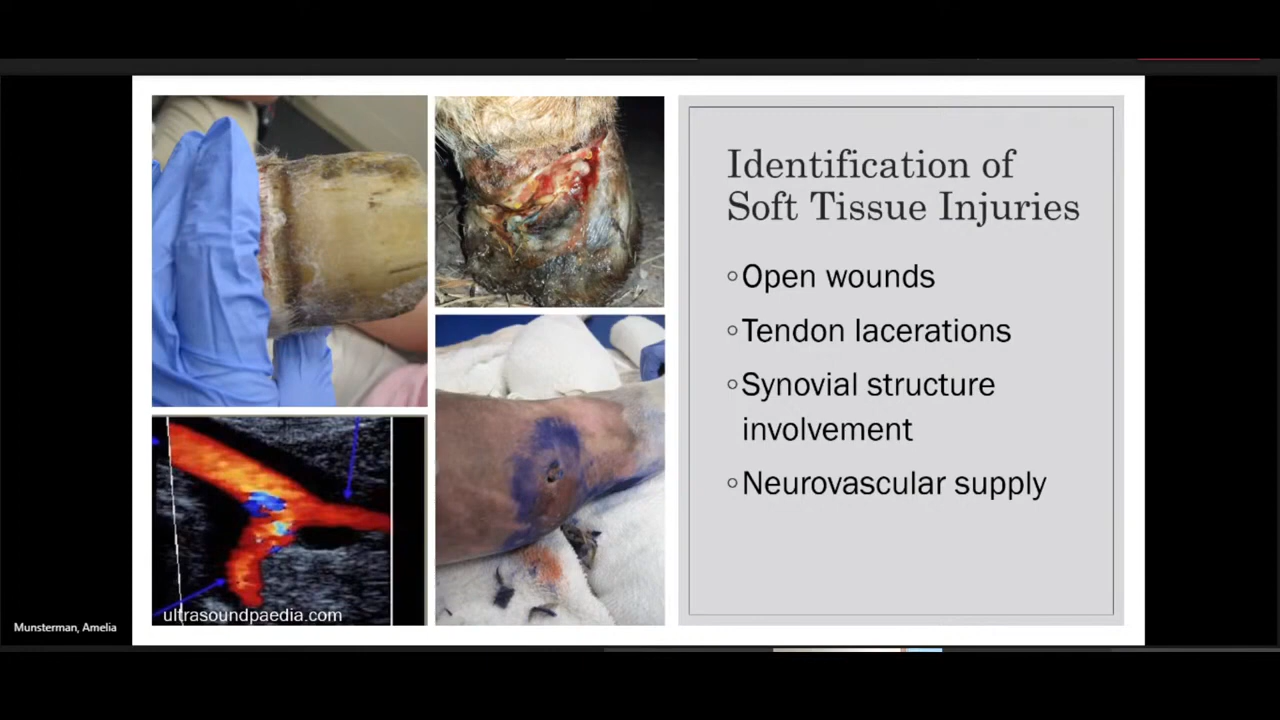 Identification of
Soft Tissue Injuries
◦Open wounds
◦Tendon lacerations
◦Synovial structure
involvement
◦Neurovascular supply
ultrasoundpaedia.com
Munsterman, Amelia